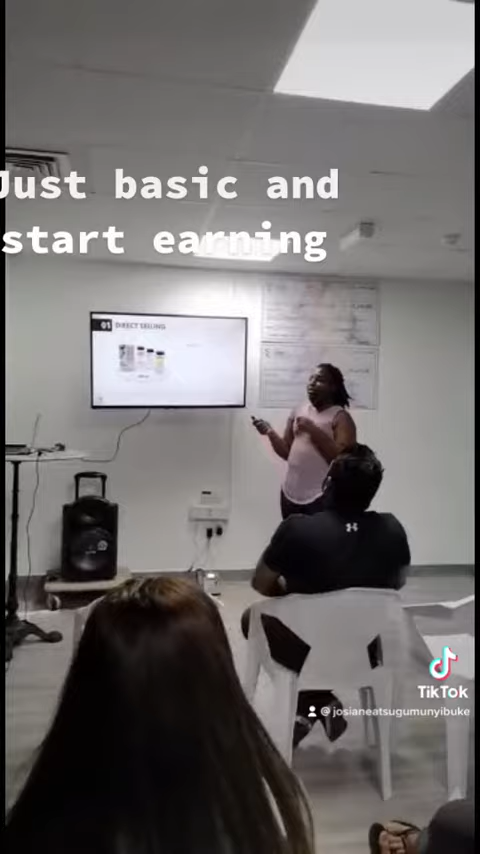 Just basic and
start earning
01 DIRECT SELLING
TikTok
@josianeatsugumunyibuke